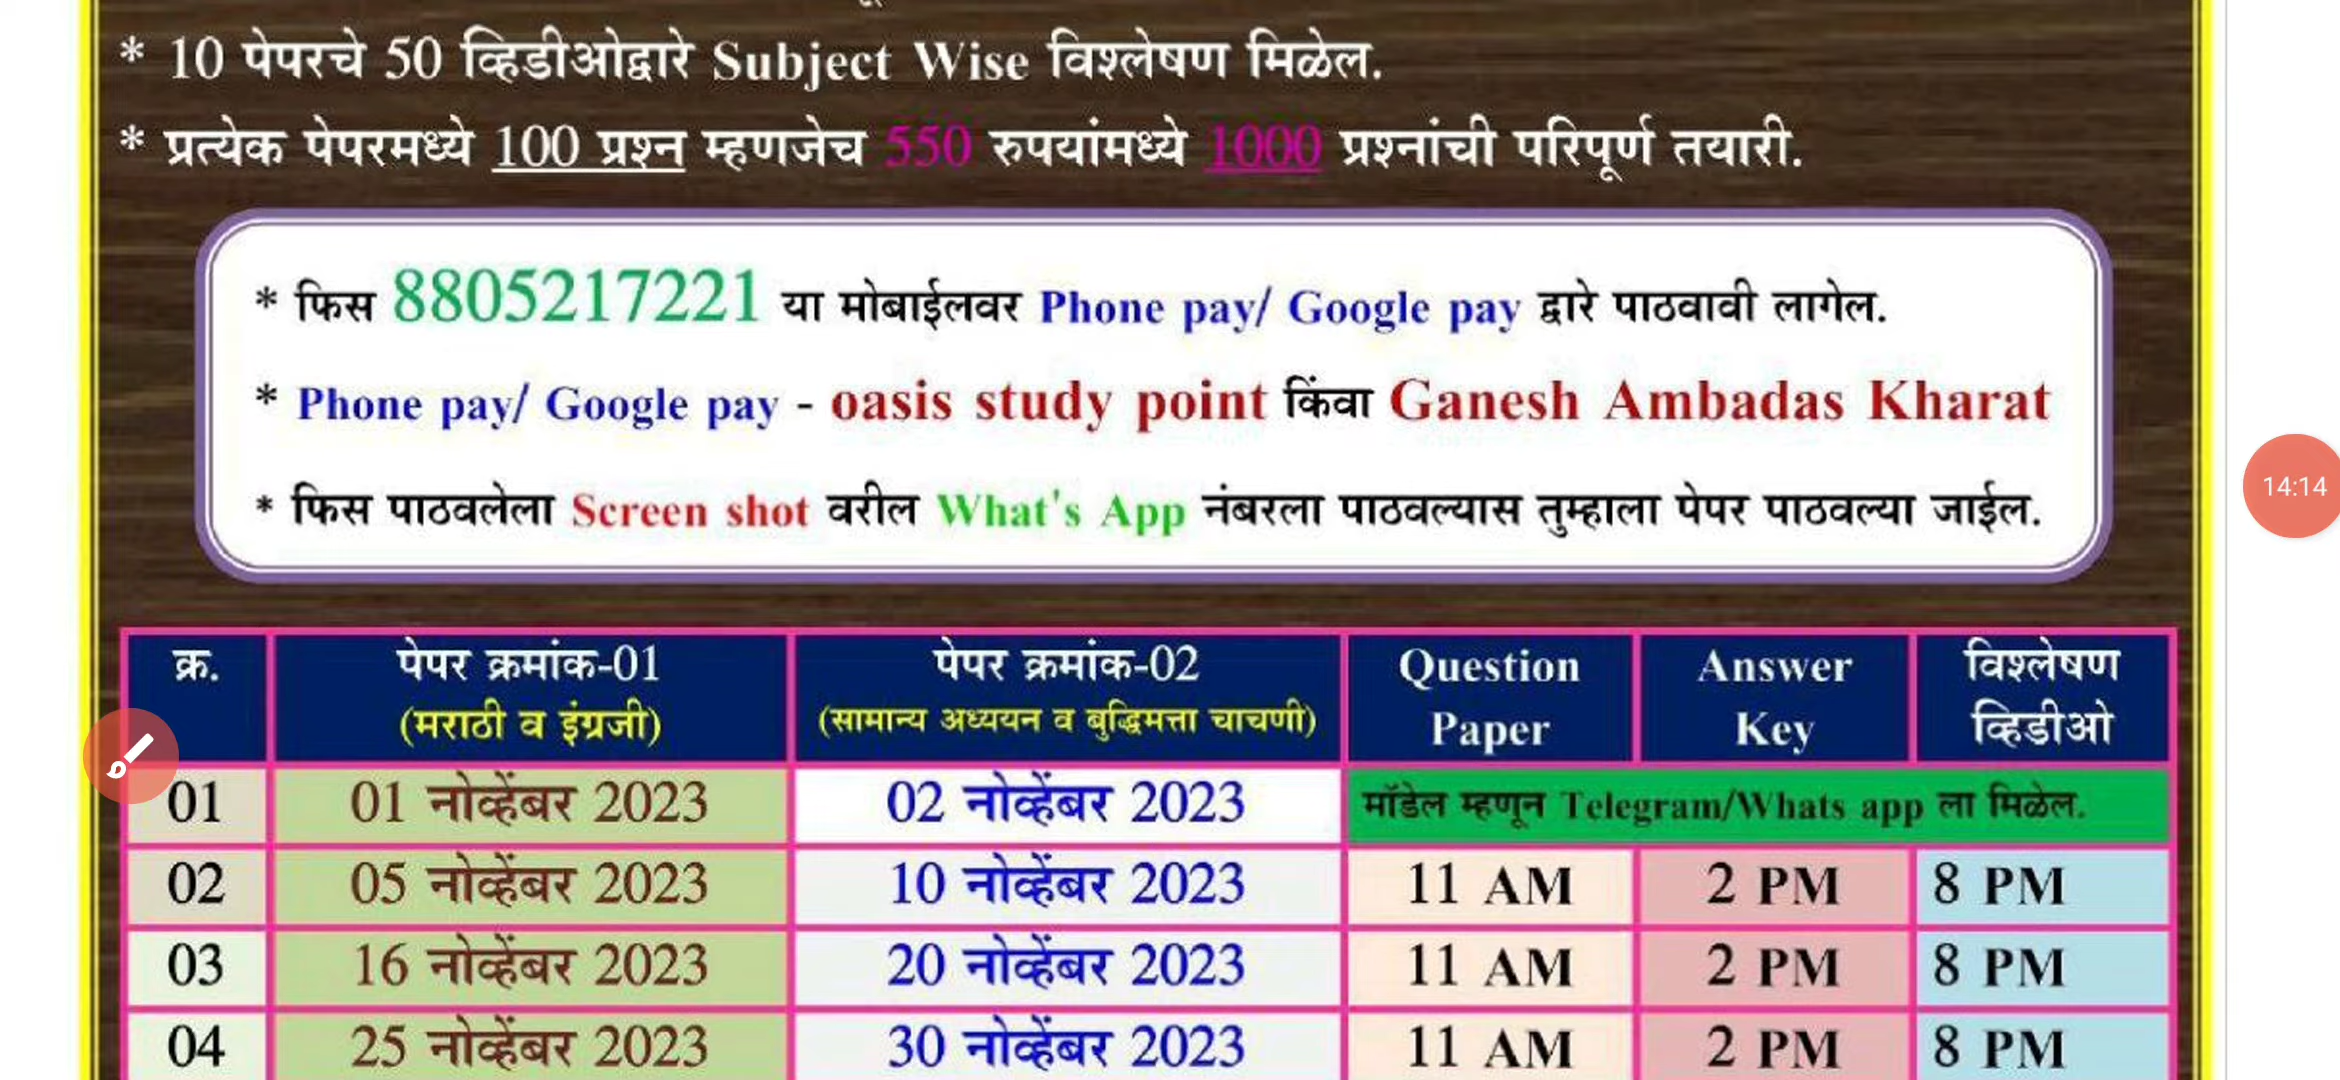 * 10 पेपरचे 50 व्हिडीओद्वारे Subject Wise विश्लेषण मिळेल.
* प्रत्येक पेपरमध्ये 100 प्रश्न म्हणजेच 550 रुपयांमध्ये 1000 प्रश्नांची परिपूर्ण तयारी.
* फिस 8805217221 या मोबाईलवर Phone pay/ Google pay द्वारे पाठवावी लागेल.
* Phone pay/ Google pay - oasis study point किंवा Ganesh Ambadas Kharat
* फिस पाठवलेला Screen shot वरील What's App नंबरला पाठवल्यास तुम्हाला पेपर पाठवल्या जाईल.
14:14
क्र. पेपर क्रमांक-01 पेपर क्रमांक-02 Question Answer विश्लेषण
(मराठी व इंग्रजी) (सामान्य अध्ययन व बुद्धिमत्ता चाचणी) Paper Key व्हिडीओ
01 01 नोव्हेंबर 2023 02 नोव्हेंबर 2023 मॉडेल म्हणून Telegram/Whats app ला मिळेल.
02 05 नोव्हेंबर 2023 10 नोव्हेंबर 2023 11 AM 2 PM 8 PM
03 16 नोव्हेंबर 2023 20 नोव्हेंबर 2023 11 AM 2 PM 8 PM
04 25 नोव्हेंबर 2023 30 नोव्हेंबर 2023 11 AM 2 PM 8 PM